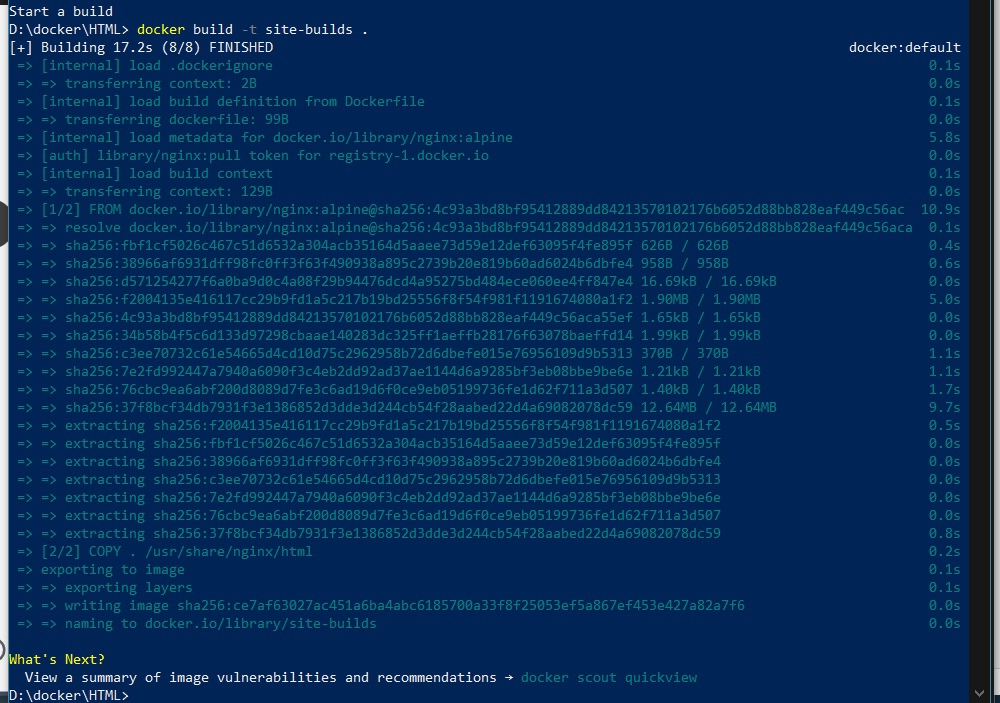 Start a build
D:\docker\HTML> docker build -t site-builds .
[+] Building 17.2s (8/8) FINISHED docker:default
=> [internal] load .dockerignore 0.1s
=> => transferring context: 2B 0.0s
=> [internal] load build definition from Dockerfile 0.1s
=> => transferring dockerfile: 99B 0.0s
=> [internal] load metadata for docker.io/library/nginx:alpine 5.8s
=> [auth] library/nginx:pull token for registry-1.docker.io 0.0s
=> [internal] load build context 0.1s
=> => transferring context: 129B 0.0s
=> [1/2] FROM docker.io/library/nginx:alpine@sha256:4c93a3bd8bf95412889dd84213570102176b6052d88bb828eaf449c56ac 10.9s
=> => resolve docker.io/library/nginx:alpine@sha256:4c93a3bd8bf95412889dd84213570102176b6052d88bb828eaf449c56aca 0.1s
=> => sha256:fbf1cf5026c467c51d6532a304acb35164d5aaee73d59e12def63095f4fe895f 626B / 626B 0.4s
=> => sha256:38966af6931dff98fc0ff3f63f490938a895c2739b20e819b60ad6024b6dbfe4 958B / 958B 0.6s
=> => sha256:d571254277f6a0ba9d0c4a08f29b94476dcd4a95275bd484ece060ee4ff847e4 16.69kB / 16.69kB 0.0s
=> => sha256:f2004135e416117cc29b9fd1a5c217b19bd25556f8f54f981f1191674080a1f2 1.90MB / 1.90MB 5.0s
=> => sha256:4c93a3bd8bf95412889dd84213570102176b6052d88bb828eaf449c56aca55ef 1.65kB / 1.65kB 0.0s
=> => sha256:34b58b4f5c6d133d97298cbaae140283dc325ff1aeffb28176f63078baeffd14 1.99kB / 1.99kB 0.0s
=> => sha256:c3ee70732c61e54665d4cd10d75c2962958b72d6dbefe015e76956109d9b5313 370B / 370B 1.1s
=> => sha256:7e2fd992447a7940a6090f3c4eb2dd92ad37ae1144d6a9285bf3eb08bbe9be6e 1.21kB / 1.21kB 1.1s
=> => sha256:76cbc9ea6abf200d8089d7fe3c6ad19d6f0ce9eb05199736fe1d62f711a3d507 1.40kB / 1.40kB 1.7s
=> => sha256:37f8bcf34db7931f3e1386852d3dde3d244cb54f28aabed22d4a69082078dc59 12.64MB / 12.64MB 9.7s
=> => extracting sha256:f2004135e416117cc29b9fd1a5c217b19bd25556f8f54f981f1191674080a1f2 0.5s
=> => extracting sha256:fbf1cf5026c467c51d6532a304acb35164d5aaee73d59e12def63095f4fe895f 0.0s
=> => extracting sha256:38966af6931dff98fc0ff3f63f490938a895c2739b20e819b60ad6024b6dbfe4 0.0s
=> => extracting sha256:c3ee70732c61e54665d4cd10d75c2962958b72d6dbefe015e76956109d9b5313 0.0s
=> => extracting sha256:7e2fd992447a7940a6090f3c4eb2dd92ad37ae1144d6a9285bf3eb08bbe9be6e 0.0s
=> => extracting sha256:76cbc9ea6abf200d8089d7fe3c6ad19d6f0ce9eb05199736fe1d62f711a3d507 0.0s
=> => extracting sha256:37f8bcf34db7931f3e1386852d3dde3d244cb54f28aabed22d4a69082078dc59 0.8s
=> [2/2] COPY . /usr/share/nginx/html 0.2s
=> exporting to image 0.1s
=> => exporting layers 0.1s
=> => writing image sha256:ce7af63027ac451a6ba4abc6185700a33f8f25053ef5a867ef453e427a82a7f6 0.0s
=> => naming to docker.io/library/site-builds 0.0s
What's Next?
View a summary of image vulnerabilities and recommendations → docker scout quickview
D:\docker\HTML>